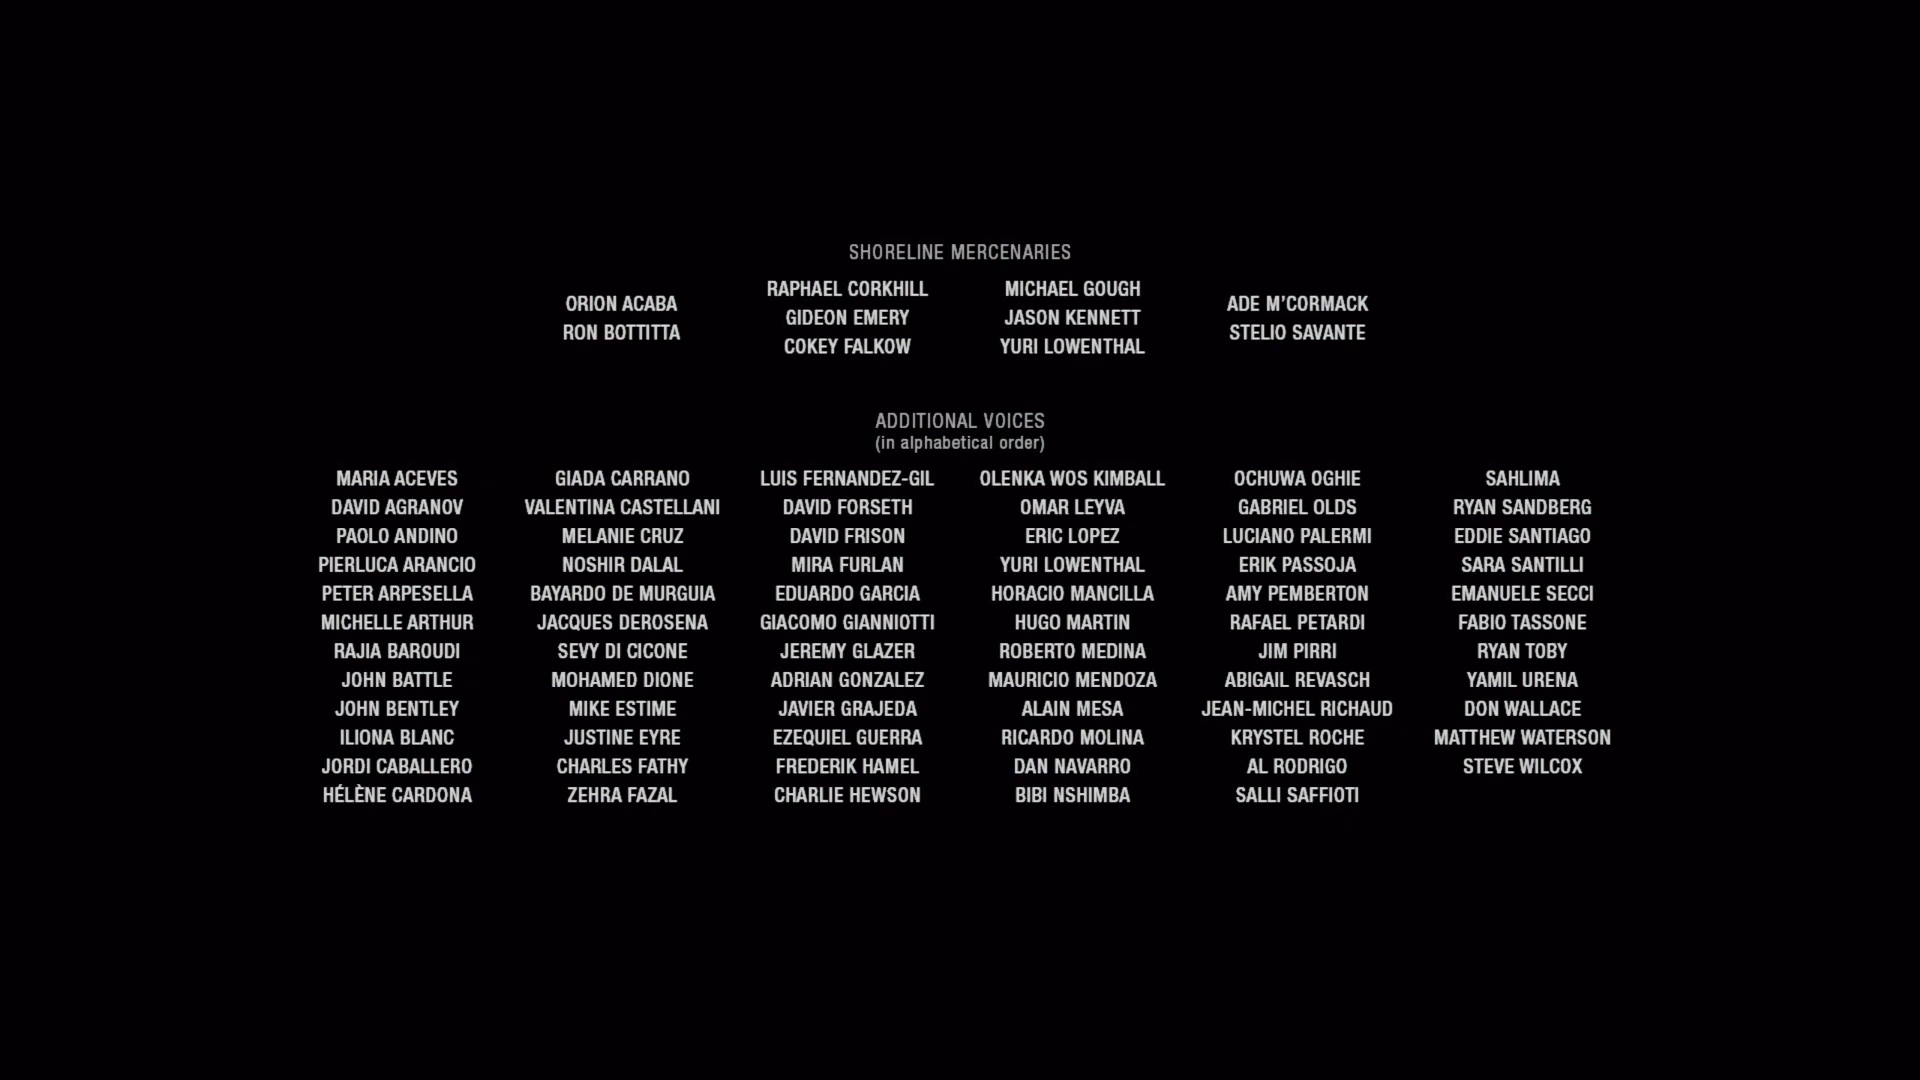 SHORELINE MERCENARIES
ORION ACABA
RON BOTTITTA
RAPHAEL CORKHILL
GIDEON EMERY
COKEY FALKOW
MICHAEL GOUGH
JASON KENNETT
YURI LOWENTHAL
ADE M'CORMACK
STELIO SAVANTE
ADDITIONAL VOICES
(in alphabetical order)
MARIA ACEVES
DAVID AGRANOV
PAOLO ANDINO
PIERLUCA ARANCIO
PETER ARPESELLA
MICHELLE ARTHUR
RAJIA BAROUDI
JOHN BATTLE
JOHN BENTLEY
ILIONA BLANC
JORDI CABALLERO
HÉLÈNE CARDONA
GIADA CARRANO
VALENTINA CASTELLANI
MELANIE CRUZ
NOSHIR DALAL
BAYARDO DE MURGUIA
JACQUES DEROSENA
SEVY DI CICONE
MOHAMED DIONE
MIKE ESTIME
JUSTINE EYRE
CHARLES FATHY
ZEHRA FAZAL
LUIS FERNANDEZ-GIL
DAVID FORSETH
DAVID FRISON
MIRA FURLAN
EDUARDO GARCIA
GIACOMO GIANNIOTTI
JEREMY GLAZER
ADRIAN GONZALEZ
JAVIER GRAJEDA
EZEQUIEL GUERRA
FREDERIK HAMEL
CHARLIE HEWSON
OLENKA WOS KIMBALL
OMAR LEYVA
ERIC LOPEZ
YURI LOWENTHAL
HORACIO MANCILLA
HUGO MARTIN
ROBERTO MEDINA
MAURICIO MENDOZA
ALAIN MESA
RICARDO MOLINA
DAN NAVARRO
BIBI NSHIMBA
OCHUWA OGHIE
GABRIEL OLDS
LUCIANO PALERMI
ERIK PASSOJA
AMY PEMBERTON
RAFAEL PETARDI
JIM PIRRI
ABIGAIL REVASCH
JEAN-MICHEL RICHAUD
KRYSTEL ROCHE
AL RODRIGO
SALLI SAFFIOTI
SAHLIMA
RYAN SANDBERG
EDDIE SANTIAGO
SARA SANTILLI
EMANUELE SECCI
FABIO TASSONE
RYAN TOBY
YAMIL URENA
DON WALLACE
MATTHEW WATERSON
STEVE WILCOX